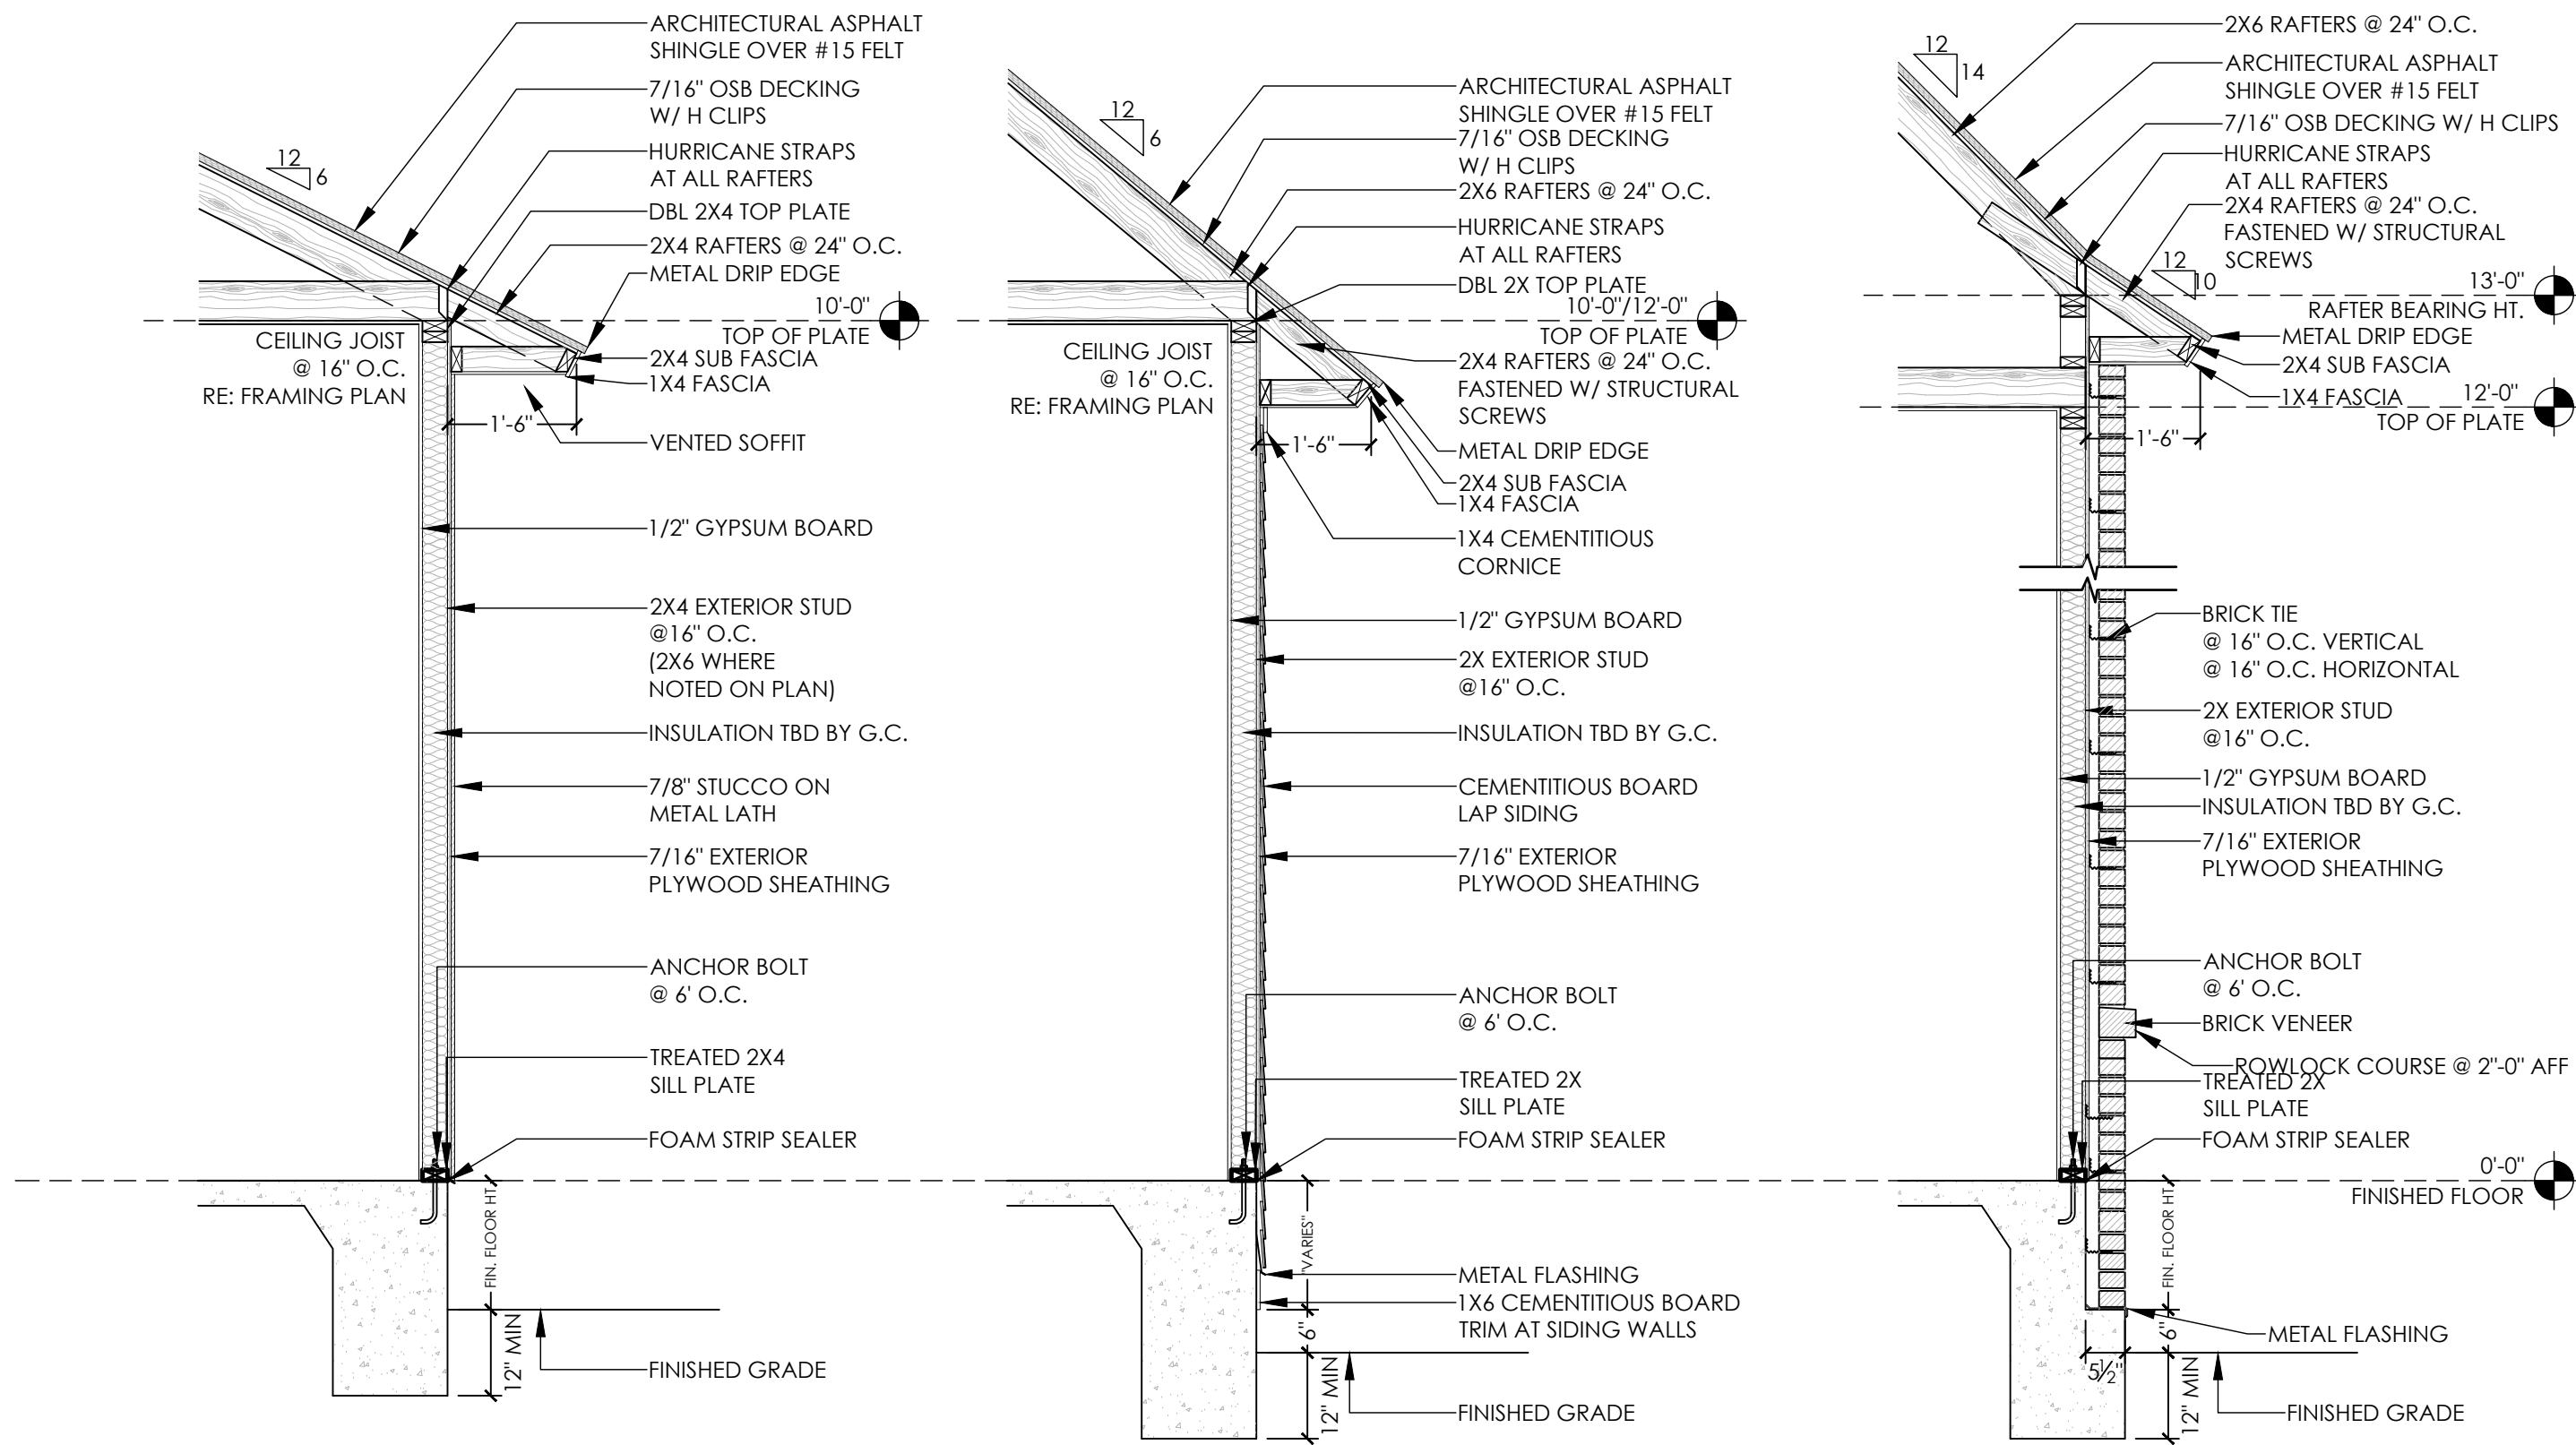 ARCHITECTURAL ASPHALT
SHINGLE OVER #15 FELT
7/16" OSB DECKING
W/ H CLIPS
HURRICANE STRAPS
AT ALL RAFTERS
DBL 2X4 TOP PLATE
2X4 RAFTERS @ 24" O.C.
METAL DRIP EDGE
12
6
10'-0"
TOP OF PLATE
CEILING JOIST
@ 16" O.C.
RE: FRAMING PLAN
2X4 SUB FASCIA
1X4 FASCIA
1'-6"
VENTED SOFFIT
1/2" GYPSUM BOARD
2X4 EXTERIOR STUD
@16" O.C.
(2X6 WHERE
NOTED ON PLAN)
INSULATION TBD BY G.C.
7/8" STUCCO ON
METAL LATH
7/16" EXTERIOR
PLYWOOD SHEATHING
ANCHOR BOLT
@ 6' O.C.
TREATED 2X4
SILL PLATE
FOAM STRIP SEALER
FIN. FLOOR HT
12" MIN
FINISHED GRADE
12
6
ARCHITECTURAL ASPHALT
SHINGLE OVER #15 FELT
7/16" OSB DECKING
W/ H CLIPS
2X6 RAFTERS @ 24" O.C.
HURRICANE STRAPS
AT ALL RAFTERS
DBL 2X TOP PLATE
10'-0"/12'-0"
TOP OF PLATE
CEILING JOIST
@ 16" O.C.
RE: FRAMING PLAN
2X4 RAFTERS @ 24" O.C.
FASTENED W/ STRUCTURAL
SCREWS
1'-6"
METAL DRIP EDGE
2X4 SUB FASCIA
1X4 FASCIA
1X4 CEMENTITIOUS
CORNICE
1/2" GYPSUM BOARD
2X EXTERIOR STUD
@16" O.C.
INSULATION TBD BY G.C.
CEMENTITIOUS BOARD
LAP SIDING
7/16" EXTERIOR
PLYWOOD SHEATHING
ANCHOR BOLT
@ 6' O.C.
TREATED 2X
SILL PLATE
FOAM STRIP SEALER
"VARIES"
METAL FLASHING
1X6 CEMENTITIOUS BOARD
TRIM AT SIDING WALLS
6"
12" MIN
FINISHED GRADE
12
14
2X6 RAFTERS @ 24" O.C.
ARCHITECTURAL ASPHALT
SHINGLE OVER #15 FELT
7/16" OSB DECKING W/ H CLIPS
HURRICANE STRAPS
AT ALL RAFTERS
2X4 RAFTERS @ 24" O.C.
FASTENED W/ STRUCTURAL
SCREWS
12
10
13'-0"
RAFTER BEARING HT.
METAL DRIP EDGE
2X4 SUB FASCIA
1X4 FASCIA
12'-0"
TOP OF PLATE
1'-6"
BRICK TIE
@ 16" O.C. VERTICAL
@ 16" O.C. HORIZONTAL
2X EXTERIOR STUD
@16" O.C.
1/2" GYPSUM BOARD
INSULATION TBD BY G.C.
7/16" EXTERIOR
PLYWOOD SHEATHING
ANCHOR BOLT
@ 6' O.C.
BRICK VENEER
ROWLOCK COURSE @ 2"-0" AFF
TREATED 2X
SILL PLATE
FOAM STRIP SEALER
0'-0"
FINISHED FLOOR
FIN. FLOOR HT
METAL FLASHING
6"
5½"
12" MIN
FINISHED GRADE